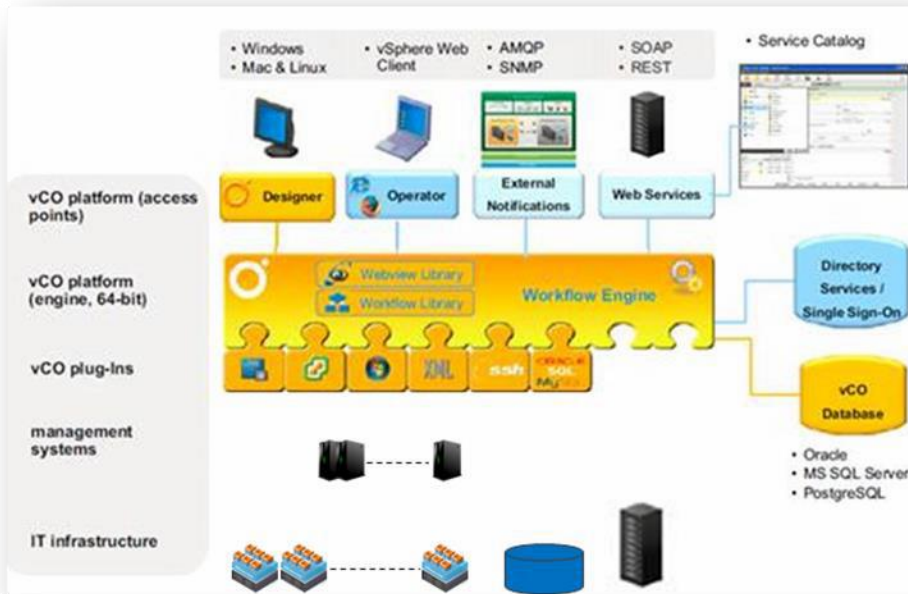 • Windows
• Mac & Linux
• vSphere Web
Client
• AMQP
• SNMP
• SOAP
• REST
• Service Catalog
vCO platform (access
points)
Designer
Operator
External
Notifications
Web Services
vCO platform
(engine, 64-bit)
Webview Library
Workflow Library
Workflow Engine
Directory
Services /
Single Sign-On
vCO plug-Ins
XML
ssh
ORACLE
SQL
MySQL
vCO
Database
management
systems
• Oracle
• MS SQL Server
• PostgreSQL
IT infrastructure